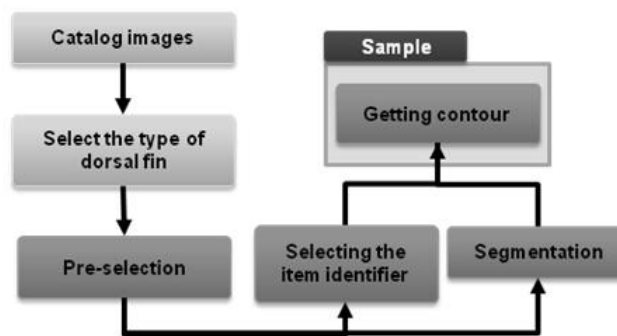 Catalog images
Select the type of
dorsal fin
Pre-selection
Sample
Getting contour
Selecting the
item identifier
Segmentation